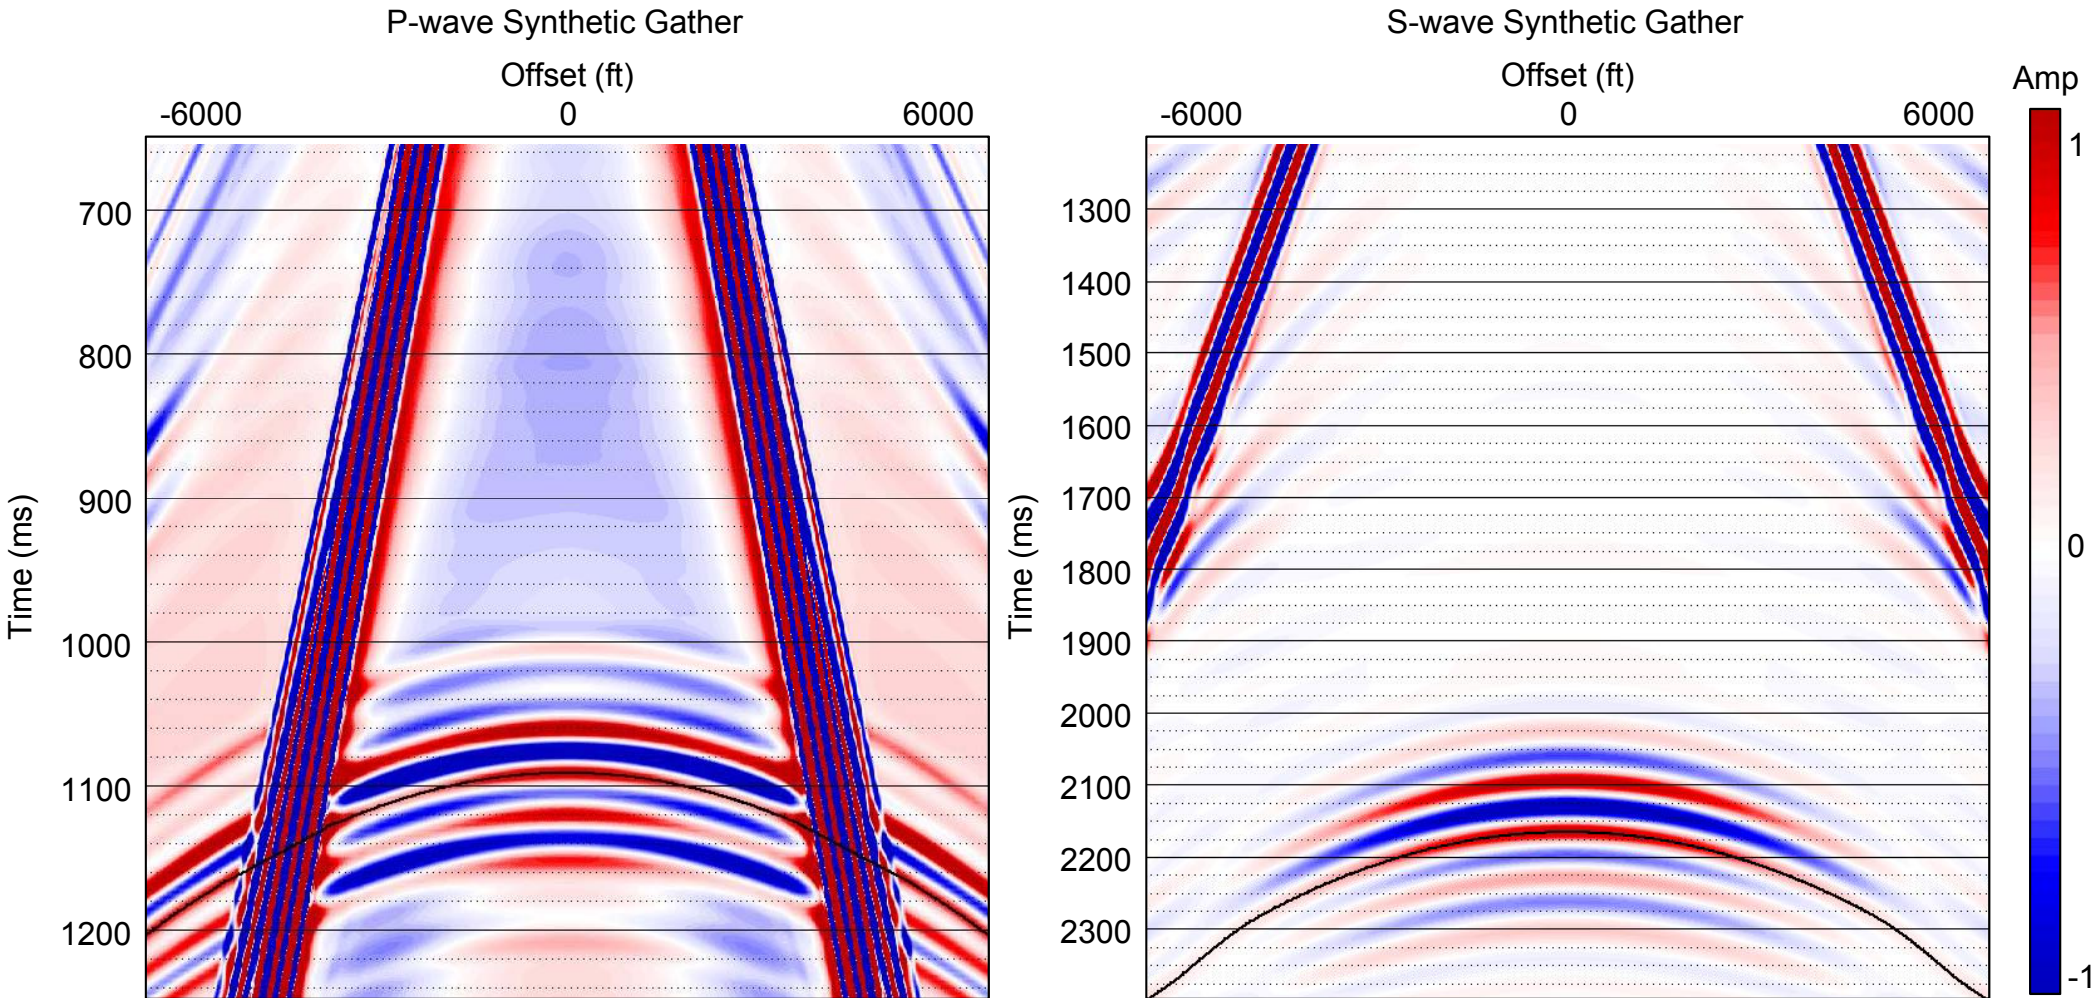 P-wave Synthetic Gather
Offset (ft)
-6000 0 6000
700
800
900
1000
1100
1200
Time (ms)
S-wave Synthetic Gather
Offset (ft)
-6000 0 6000
1300
1400
1500
1600
1700
1800
1900
2000
2100
2200
2300
Time (ms)
Amp
1
0
-1